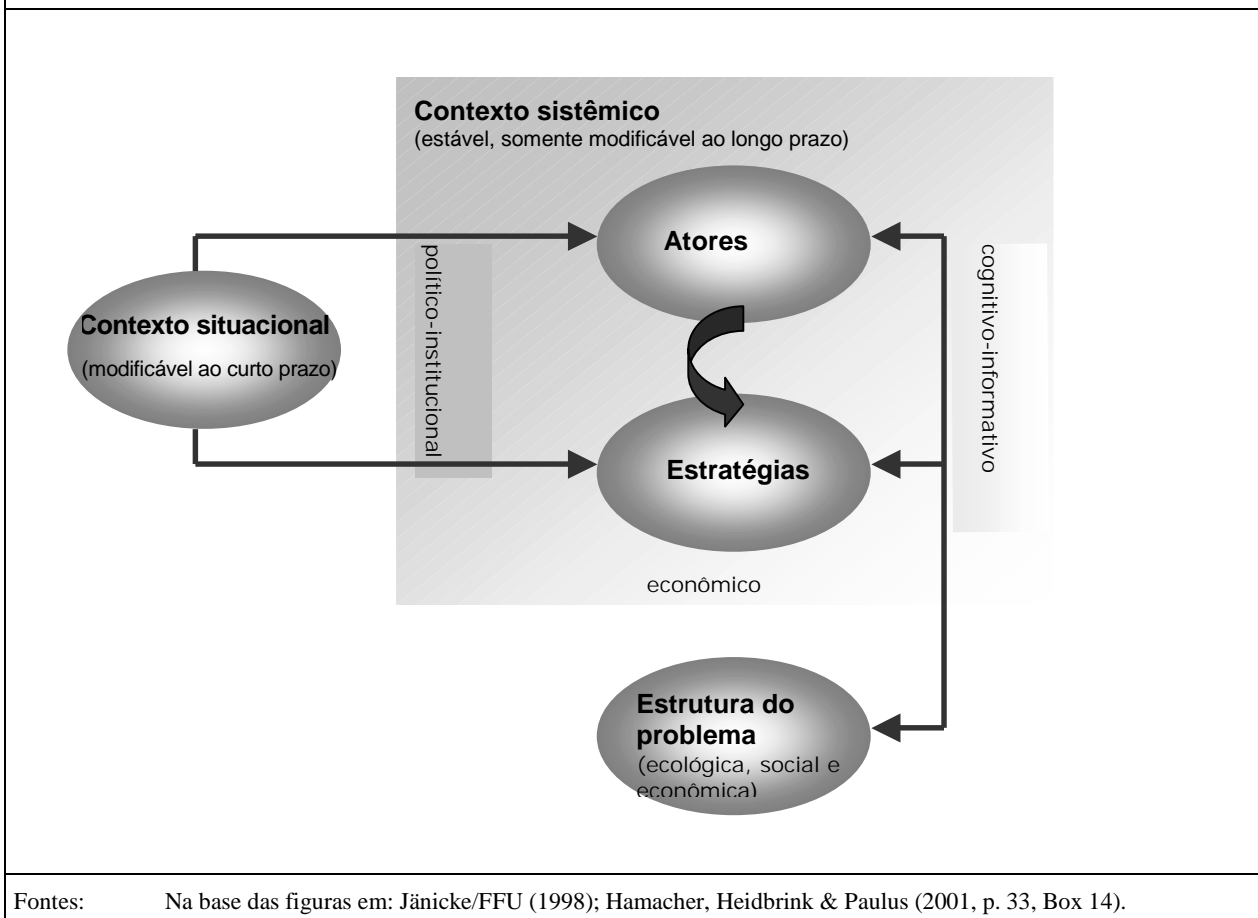 Contexto sistêmico
(estável, somente modificável ao longo prazo)
Atores
político-institucional
cognitivo-informativo
Contexto situacional
(modificável ao curto prazo)
Estratégias
econômico
Estrutura do
problema
(ecológica, social e
econômica)
Fontes: Na base das figuras em: Jänicke/FFU (1998); Hamacher, Heidbrink & Paulus (2001, p. 33, Box 14).